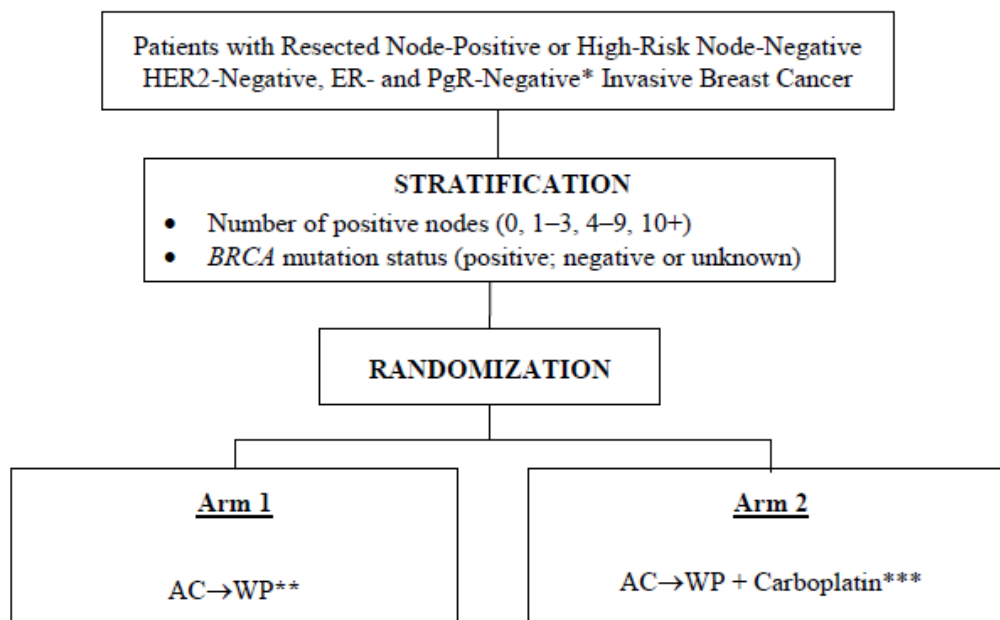 Patients with Resected Node-Positive or High-Risk Node-Negative
HER2-Negative, ER- and PgR-Negative* Invasive Breast Cancer
STRATIFICATION
• Number of positive nodes (0, 1–3, 4–9, 10+)
• BRCA mutation status (positive; negative or unknown)
RANDOMIZATION
Arm 1
AC→WP**
Arm 2
AC→WP + Carboplatin***